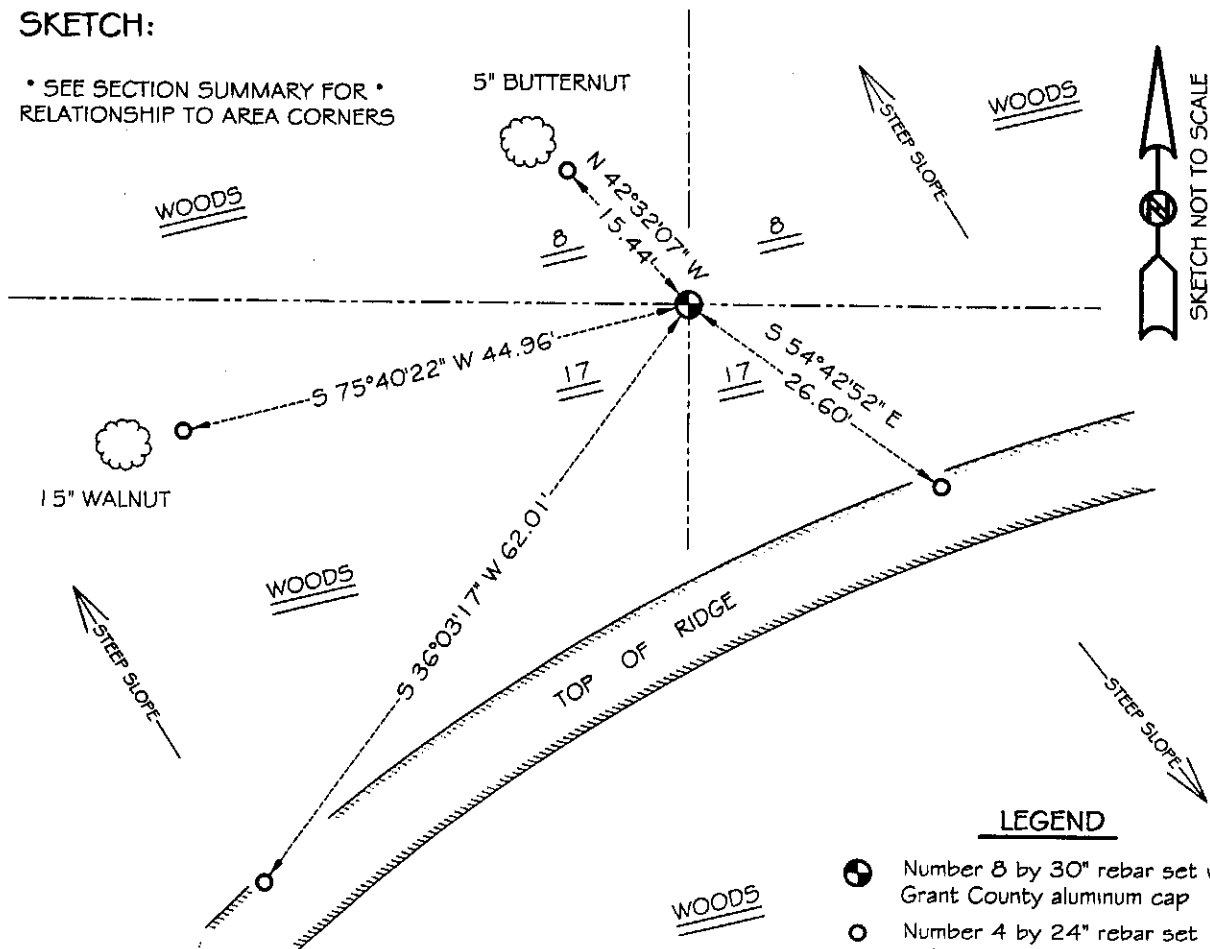 SKETCH:
* SEE SECTION SUMMARY FOR *
RELATIONSHIP TO AREA CORNERS
5" BUTTERNUT
WOODS
STEEP SLOPE
WOODS
SKETCH NOT TO SCALE
N
N 42°32'07" W
15.44'
8
8
S 75°40'22" W 44.96'
17
17
S 54°42'52" E
26.60'
15" WALNUT
WOODS
S 36°03'17" W 62.01'
TOP OF RIDGE
STEEP SLOPE
STEEP SLOPE
WOODS
LEGEND
Number 8 by 30" rebar set
Grant County aluminum cap
Number 4 by 24" rebar set